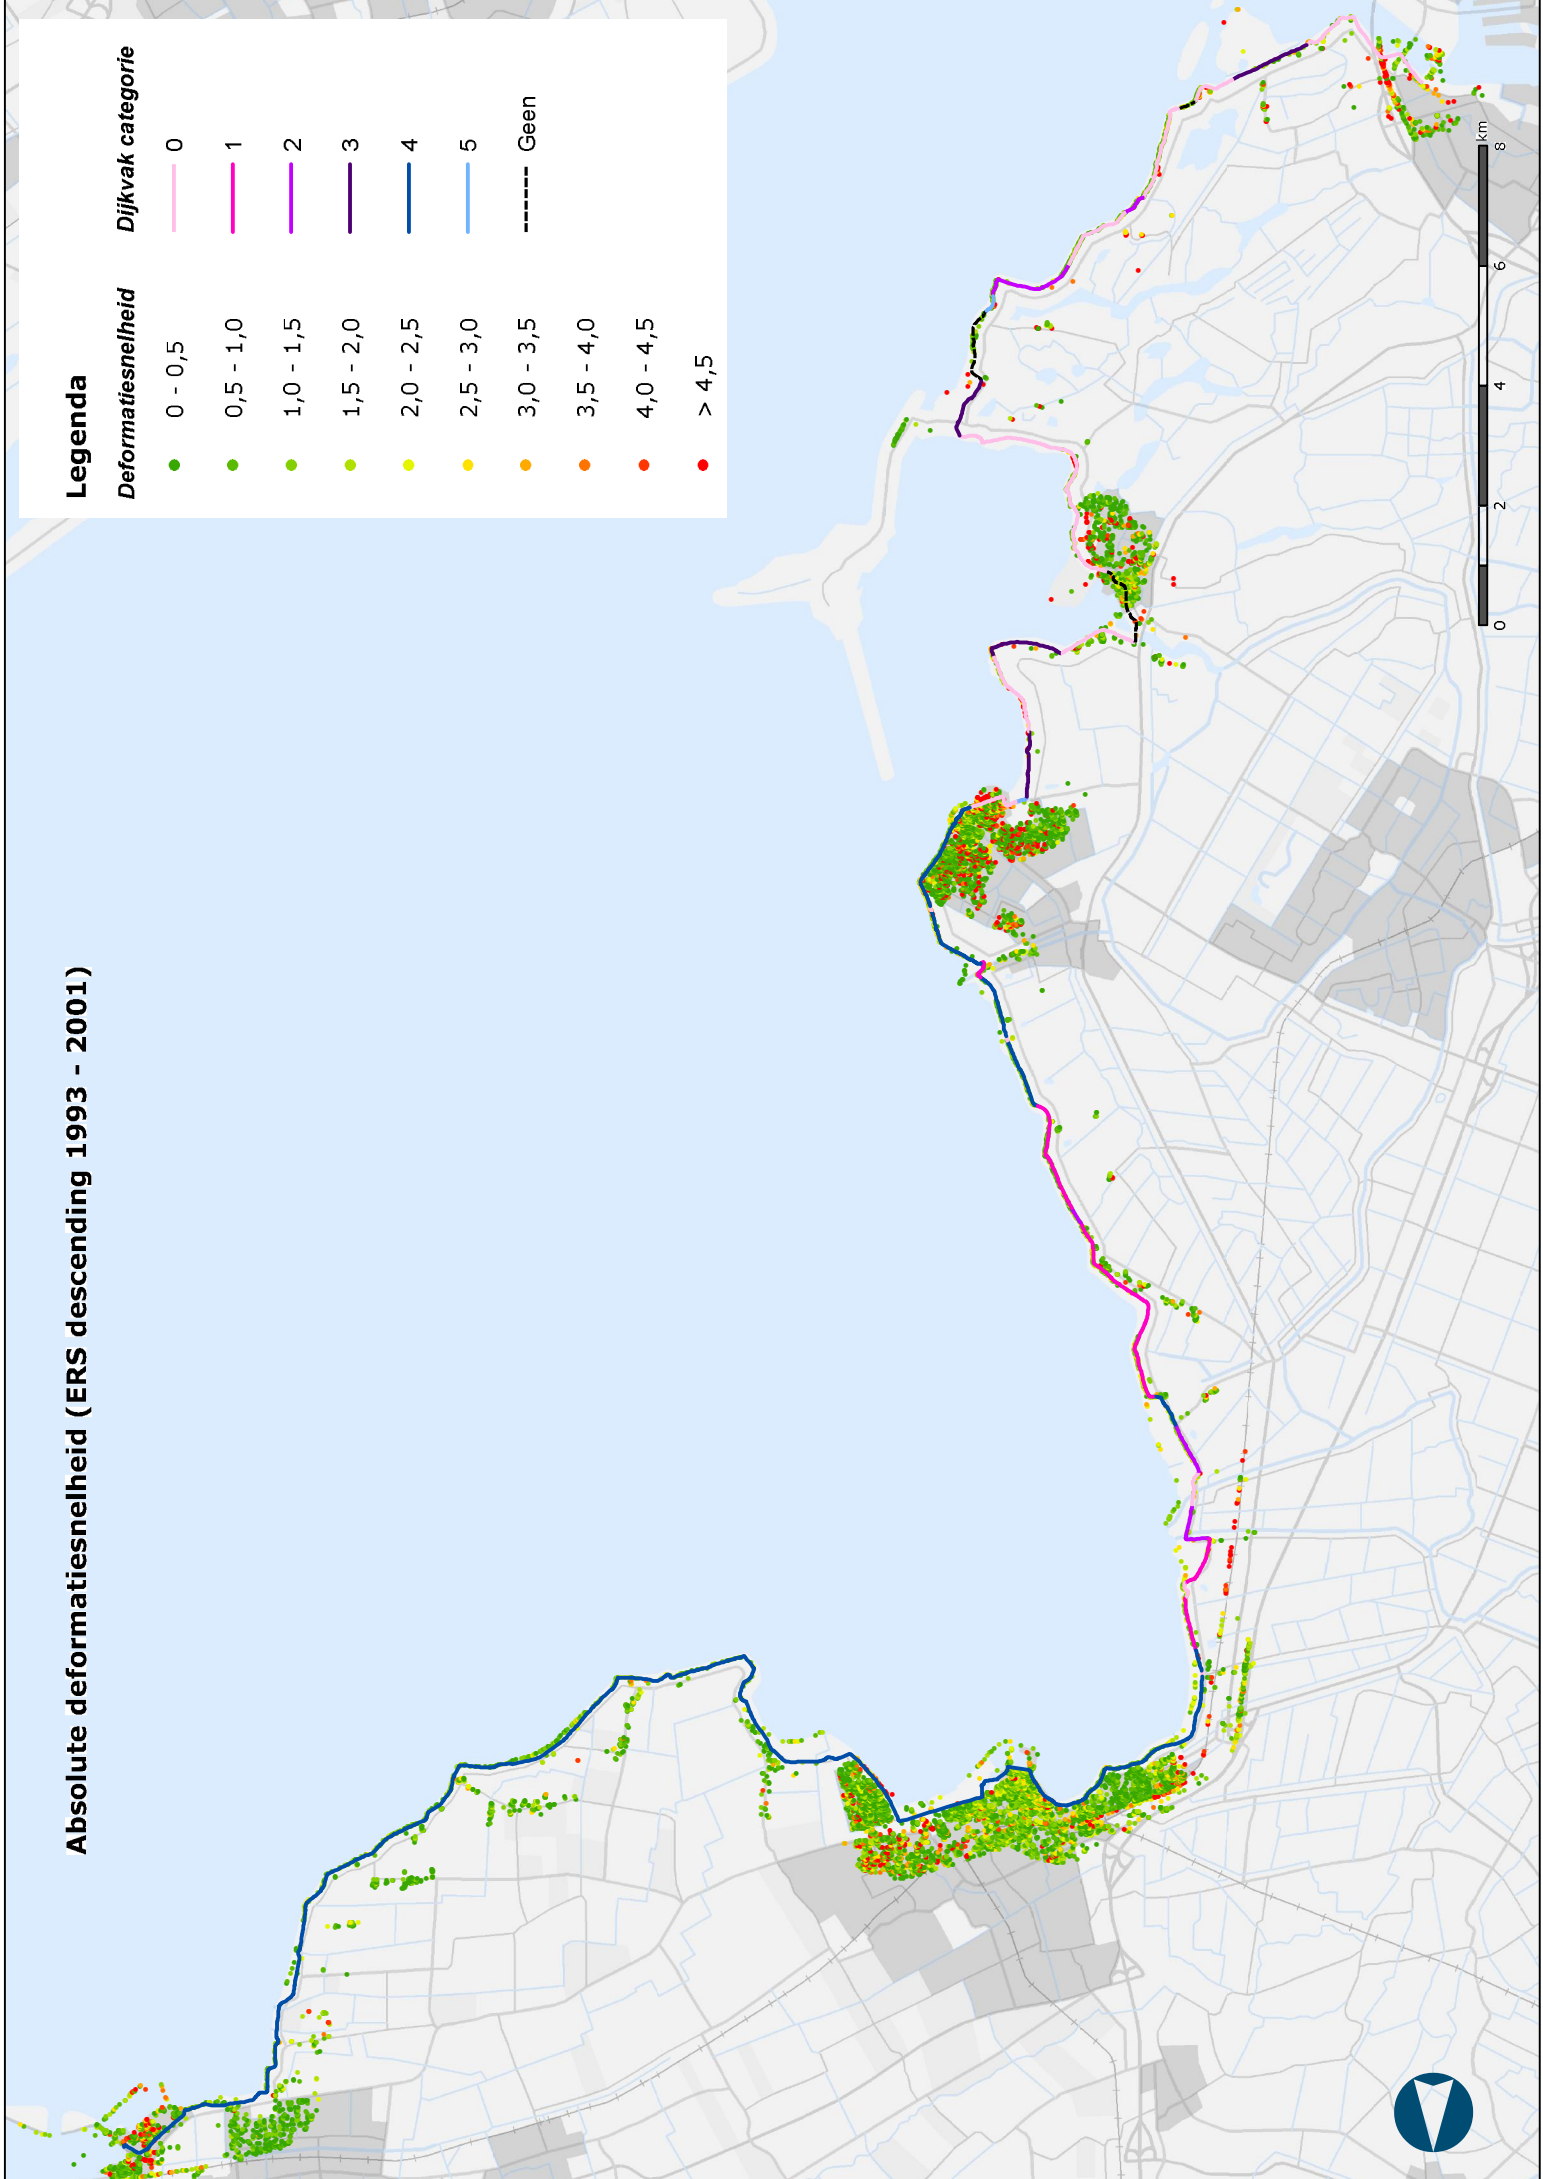 Absolute deformatiesnelheid (ERS descending 1993 - 2001)
Legenda
Deformatiesnelheid
0 - 0,5
0,5 - 1,0
1,0 - 1,5
1,5 - 2,0
2,0 - 2,5
2,5 - 3,0
3,0 - 3,5
3,5 - 4,0
4,0 - 4,5
> 4,5
Dijkvak categorie
0
1
2
3
4
5
Geen
0 2 4 6 8
km